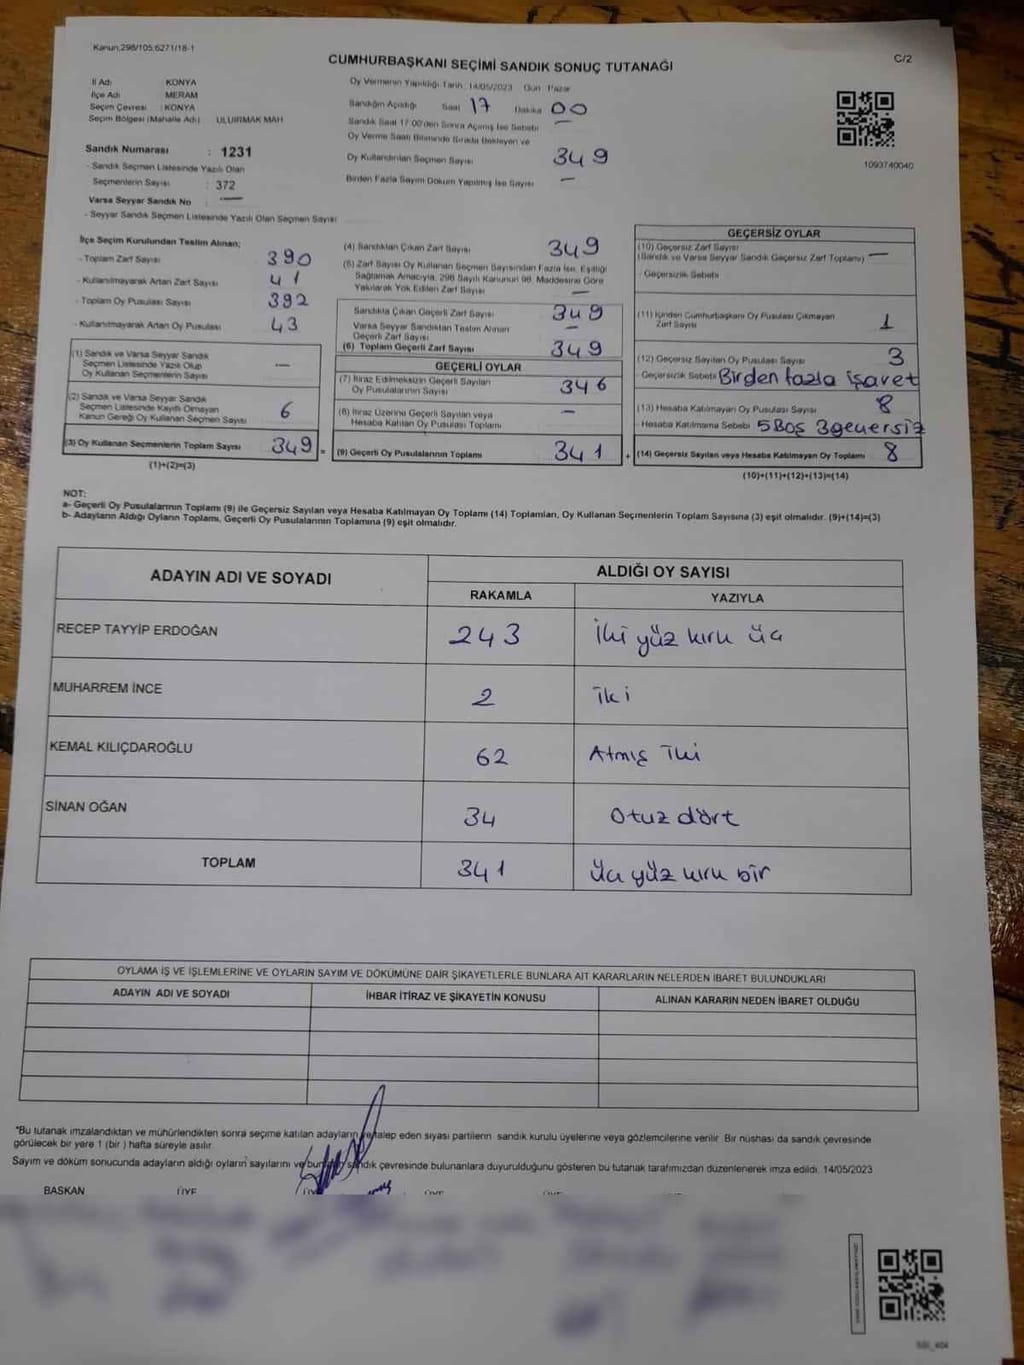 Kanun,298/105,6271/18-1
C/2
CUMHURBAŞKANI SEÇİMİ SANDIK SONUÇ TUTANAĞI
İl Adı KONYA
İlçe Adı MERAM
Seçim Çevresi : KONYA
Seçim Bölgesi (Mahalle Adı) ULUIRMAK MAH
Sandık Numarası : 1231
- Sandık Seçmen Listesinde Yazılı Olan
Seçmenlerin Sayısı : 372
Varsa Seyyar Sandık No —
- Seyyar Sandık Seçmen Listesinde Yazılı Olan Seçmen Sayısı
Oy Vermenin Yapıldığı Tarih : 14/05/2023 Gün Pazar
Sandığın Açıldığı Saat 17 Dakika 00
Sandık Saat 17:00'den Sonra Açılmış İse Sebebi —
Oy Verme Saati Bitiminde Sırada Bekleyen ve
Oy Kullandırılan Seçmen Sayısı 349
Birden Fazla Sayım Döküm Yapılmış İse Sayısı —
1093740040
İlçe Seçim Kurulundan Teslim Alınan;
- Toplam Zarf Sayısı 390
- Kullanılmayarak Artan Zarf Sayısı 41
- Toplam Oy Pusulası Sayısı 392
- Kullanılmayarak Artan Oy Pusulası 43
(1) Sandık ve Varsa Seyyar Sandık
Seçmen Listesinde Yazılı Olup
Oy Kullanan Seçmenlerin Sayısı —
(2) Sandık ve Varsa Seyyar Sandık
Seçmen Listesinde Kayıtlı Olmayan
Kanun Gereği Oy Kullanan Seçmen Sayısı 6
(3) Oy Kullanan Seçmenlerin Toplam Sayısı 349 =
(1)+(2)=(3)
(4) Sandıktan Çıkan Zarf Sayısı 349
(5) Zarf Sayısı Oy Kullanan Seçmen Sayısından Fazla İse, Eşitliği
Sağlamak Amacıyla, 298 Sayılı Kanunun 98. Maddesine Göre
Yakılarak Yok Edilen Zarf Sayısı —
Sandıkta Çıkan Geçerli Zarf Sayısı 349
Varsa Seyyar Sandıktan Teslim Alınan
Geçerli Zarf Sayısı —
(6) Toplam Geçerli Zarf Sayısı 349
GEÇERLİ OYLAR
(7) İtiraz Edilmeksizin Geçerli Sayılan
Oy Pusulalarının Sayısı 346
(8) İtiraz Üzerine Geçerli Sayılan veya
Hesaba Katılan Oy Pusulası Toplamı —
(9) Geçerli Oy Pusulalarının Toplamı 341 +
GEÇERSİZ OYLAR
(10) Geçersiz Zarf Sayısı
(Sandık ve Varsa Seyyar Sandık Geçersiz Zarf Toplamı) —
- Geçersizlik Sebebi
(11) İçinden Cumhurbaşkanı Oy Pusulası Çıkmayan
Zarf Sayısı 1
(12) Geçersiz Sayılan Oy Pusulası Sayısı 3
- Geçersizlik Sebebi Birden fazla işaret
(13) Hesaba Katılmayan Oy Pusulası Sayısı 8
- Hesaba Katılmama Sebebi 5 Boş 3 geuersiz
(14) Geçersiz Sayılan veya Hesaba Katılmayan Oy Toplamı 8
(10)+(11)+(12)+(13)=(14)
NOT:
a- Geçerli Oy Pusulalarının Toplamı (9) ile Geçersiz Sayılan veya Hesaba Katılmayan Oy Toplamı (14) Toplamları, Oy Kullanan Seçmenlerin Toplam Sayısına (3) eşit olmalıdır. (9)+(14)=(3)
b- Adayların Aldığı Oyların Toplamı, Geçerli Oy Pusulalarının Toplamına (9) eşit olmalıdır.
ADAYIN ADI VE SOYADI
ALDIĞI OY SAYISI
RAKAMLA YAZIYLA
RECEP TAYYİP ERDOĞAN 243 İki yüz kırk üç
MUHARREM İNCE 2 İki
KEMAL KILIÇDAROĞLU 62 Atmış İki
SİNAN OĞAN 34 Otuz dört
TOPLAM 341 Üç yüz kırk bir
OYLAMA İŞ VE İŞLEMLERİNE VE OYLARIN SAYIM VE DÖKÜMÜNE DAİR ŞİKAYETLERLE BUNLARA AİT KARARLARIN NELERDEN İBARET BULUNDUKLARI
ADAYIN ADI VE SOYADI İHBAR İTİRAZ VE ŞİKAYETİN KONUSU ALINAN KARARIN NEDEN İBARET OLDUĞU
*Bu tutanak imzalandıktan ve mühürlendikten sonra seçime katılan adayların ve talep eden siyasi partilerin sandık kurulu üyelerine veya gözlemcilerine verilir. Bir nüshası da sandık çevresinde
görülecek bir yere 1 (bir ) hafta süreyle asılır.
Sayım ve döküm sonucunda adayların aldığı oyların sayılarını ve bunun sandık çevresinde bulunanlara duyurulduğunu gösteren bu tutanak tarafımızdan düzenlenerek imza edildi. 14/05/2023
BAŞKAN ÜYE ÜYE ÜYE